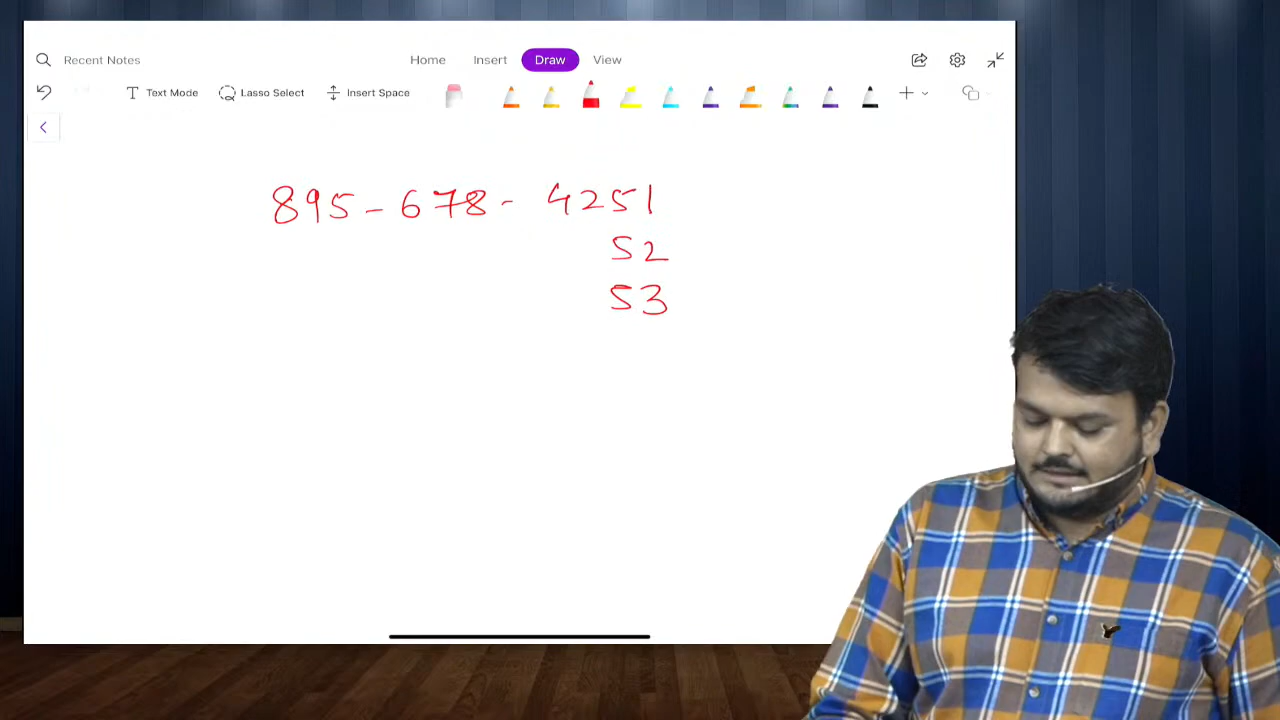 Recent Notes
Home Insert Draw View
Text Mode Lasso Select Insert Space
895-678-4251
52
53